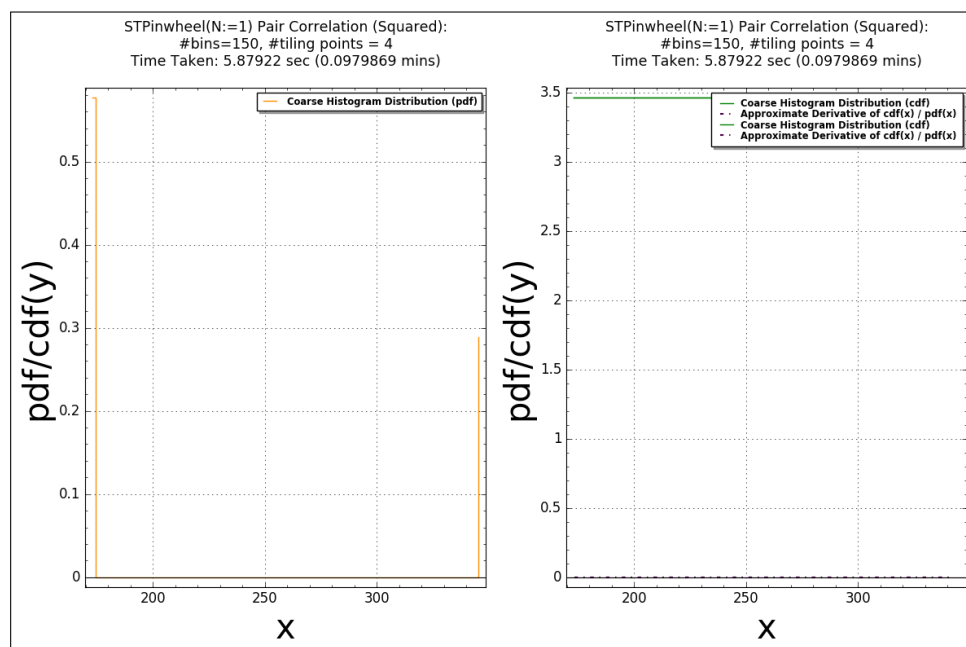 STPinwheel(N:=1) Pair Correlation (Squared):
#bins=150, #tiling points = 4
Time Taken: 5.87922 sec (0.0979869 mins)
Coarse Histogram Distribution (pdf)
0.5
0.4
0.3
0.2
0.1
0
200
250
300
pdf/cdf(y)
x
STPinwheel(N:=1) Pair Correlation (Squared):
#bins=150, #tiling points = 4
Time Taken: 5.87922 sec (0.0979869 mins)
Coarse Histogram Distribution (cdf)
Approximate Derivative of cdf(x) / pdf(x)
Coarse Histogram Distribution (cdf)
Approximate Derivative of cdf(x) / pdf(x)
3.5
3
2.5
2
1.5
1
0.5
0
200
250
300
pdf/cdf(y)
x